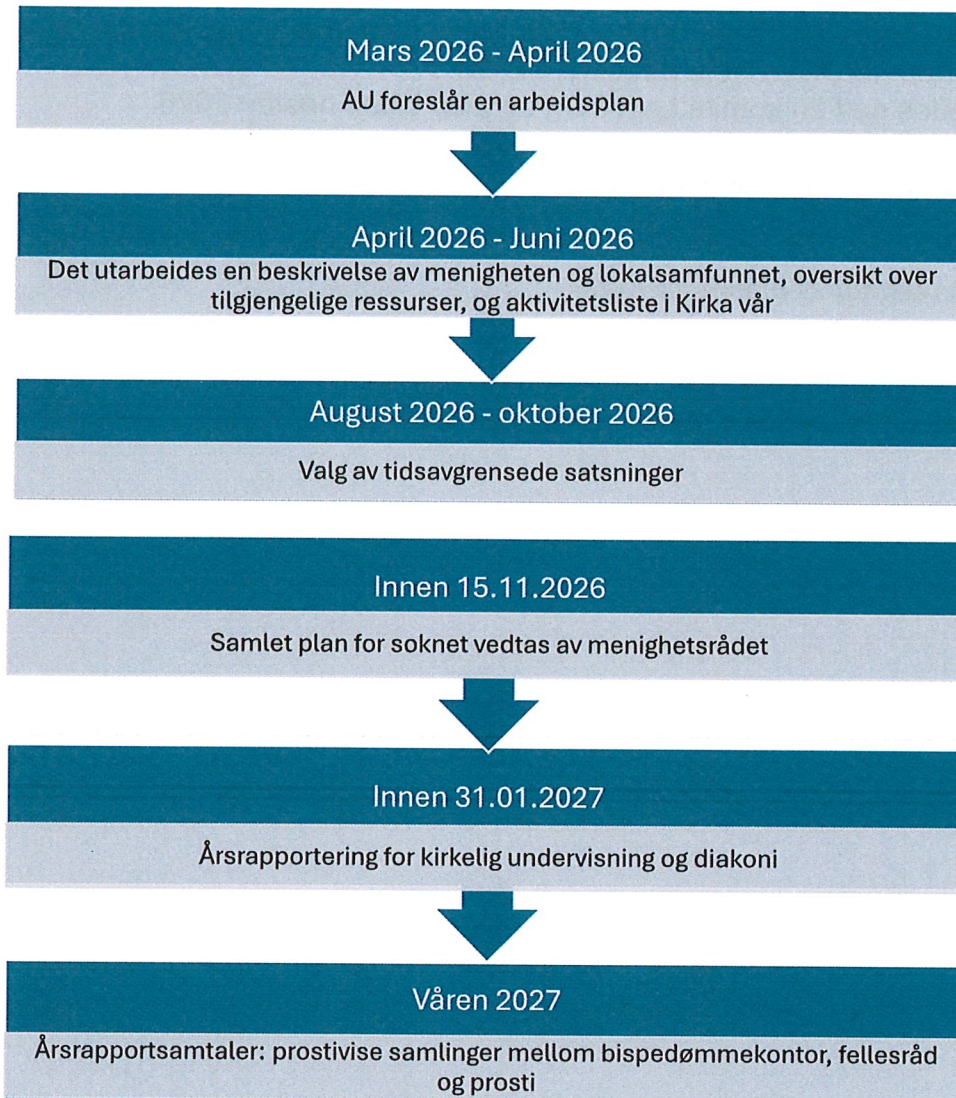 Mars 2026 - April 2026
AU foreslår en arbeidsplan
April 2026 - Juni 2026
Det utarbeides en beskrivelse av menigheten og lokalsamfunnet, oversikt over
tilgjengelige ressurser, og aktivitetsliste i Kirka vår
August 2026 - oktober 2026
Valg av tidsavgrensede satsninger
Innen 15.11.2026
Samlet plan for soknet vedtas av menighetsrådet
Innen 31.01.2027
Årsrapportering for kirkelig undervisning og diakoni
Våren 2027
Årsrapportsamtaler: prostivise samlinger mellom bispedømmekontor, fellesråd
og prosti